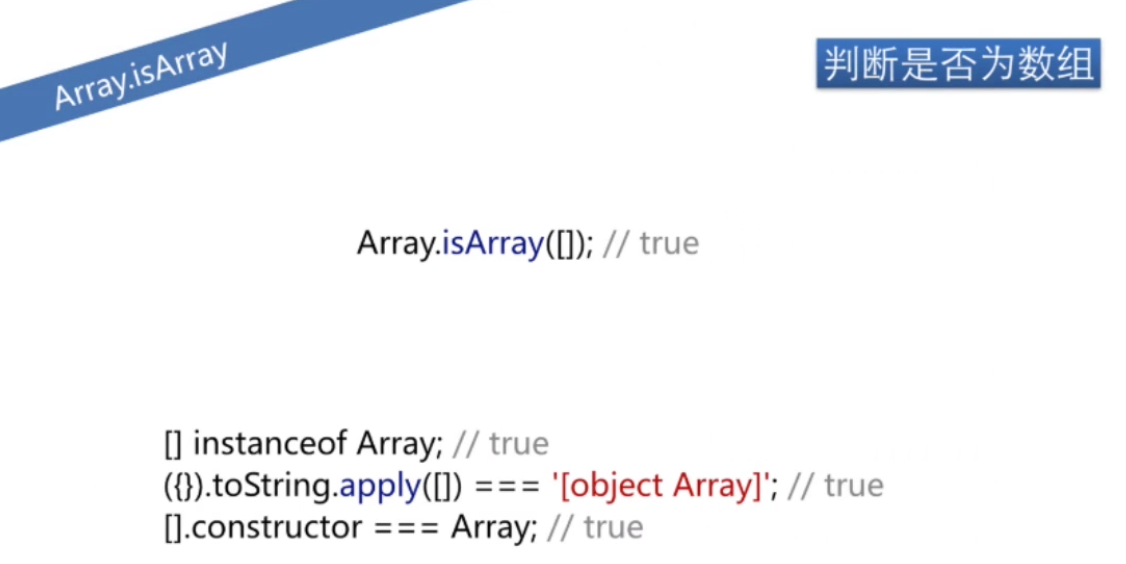 Array.isArray
判断是否为数组
Array.isArray([]); // true
[] instanceof Array; // true
({}).toString.apply([]) === '[object Array]'; // true
[].constructor === Array; // true